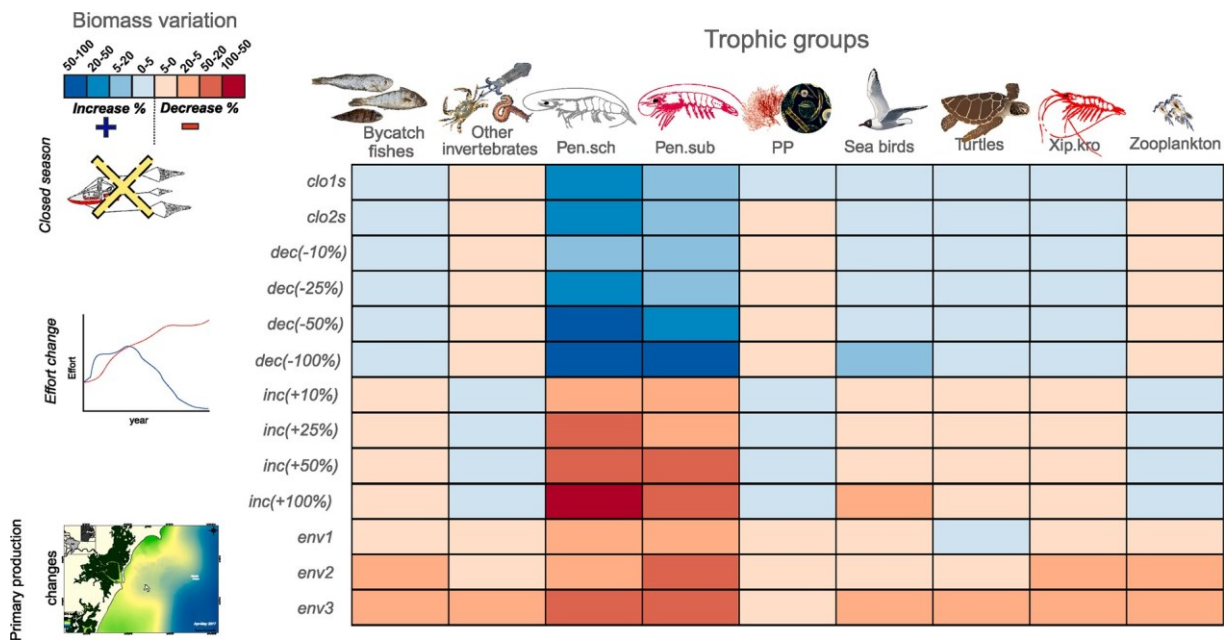 Biomass variation
50-100
20-50
5-20
0-5
5-0
20-5
50-20
100-50
Increase %
Decrease %
Trophic groups
Bycatch
fishes
Other
invertebrates
Pen.sch
Pen.sub
PP
Sea birds
Turtles
Xip.kro
Zooplankton
Closed season
clo1s
clo2s
dec(-10%)
dec(-25%)
dec(-50%)
dec(-100%)
inc(+10%)
inc(+25%)
inc(+50%)
inc(+100%)
env1
env2
env3
Effort change
Effort
year
Primary production
changes